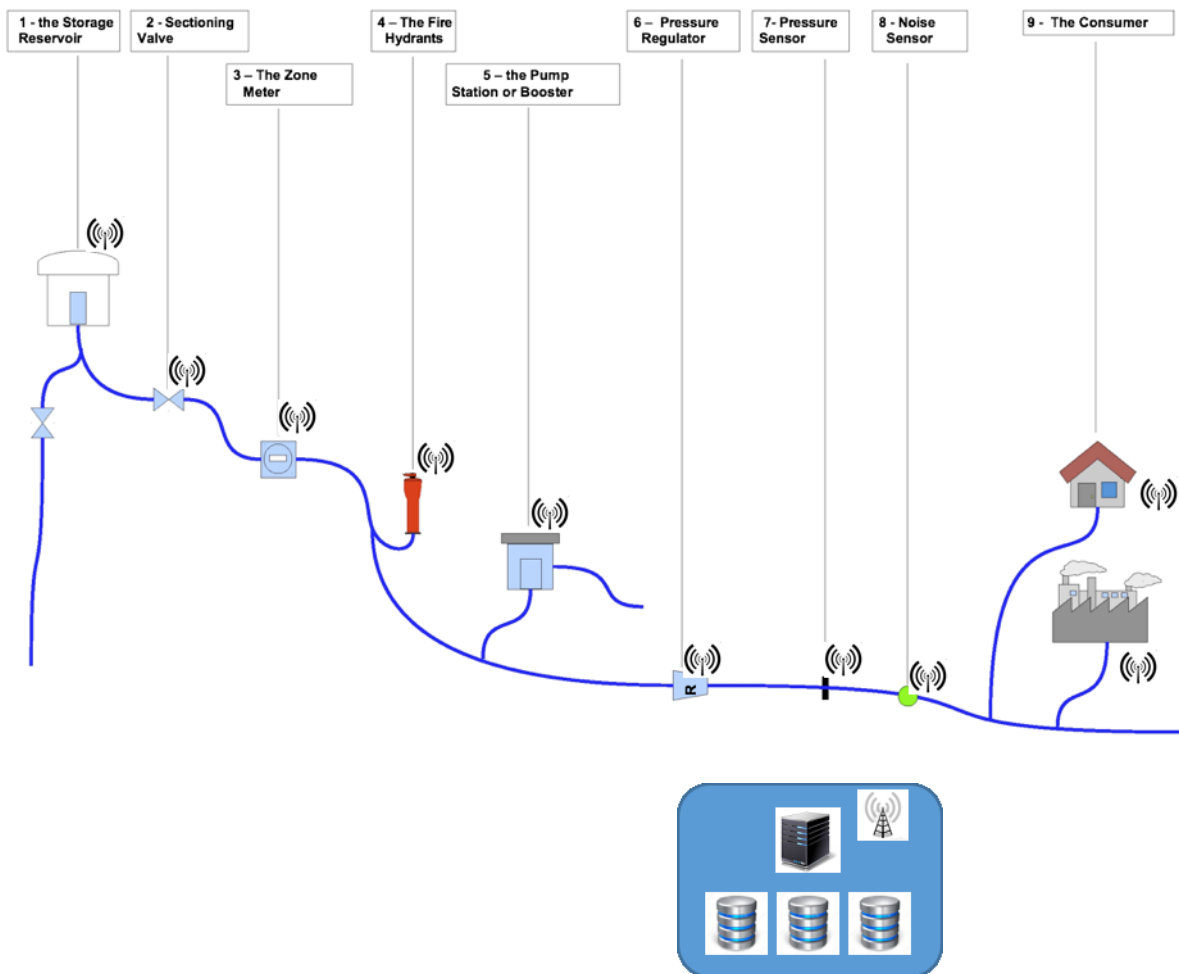 1 - the Storage
Reservoir
2 - Sectioning
Valve
3 – The Zone
Meter
4 – The Fire
Hydrants
5 – the Pump
Station or Booster
6 – Pressure
Regulator
7- Pressure
Sensor
8 - Noise
Sensor
9 - The Consumer
R